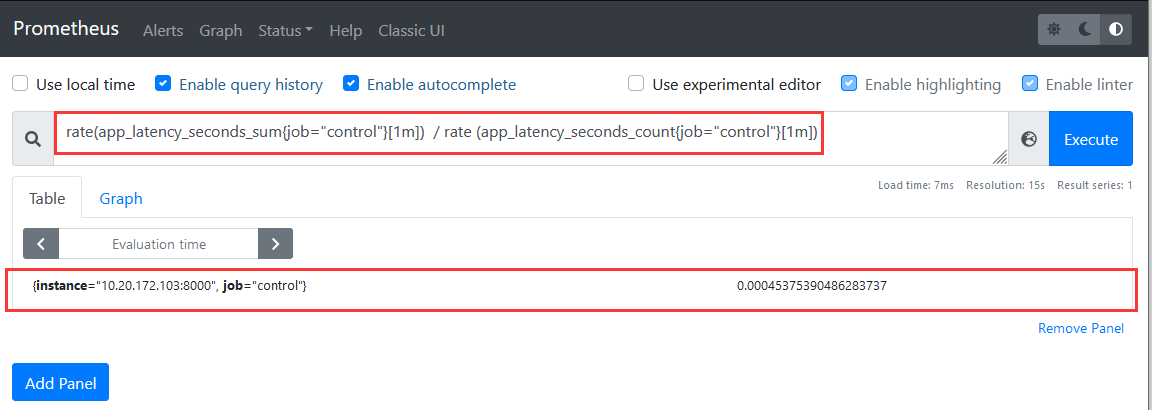 Prometheus Alerts Graph Status Help Classic UI
Use local time Enable query history Enable autocomplete Use experimental editor Enable highlighting Enable linter
rate(app_latency_seconds_sum{job="control"}[1m]) / rate (app_latency_seconds_count{job="control"}[1m]) Execute
Load time: 7ms Resolution: 15s Result series: 1
Table Graph
Evaluation time
{instance="10.20.172.103:8000", job="control"} 0.00045375390486283737
Remove Panel
Add Panel